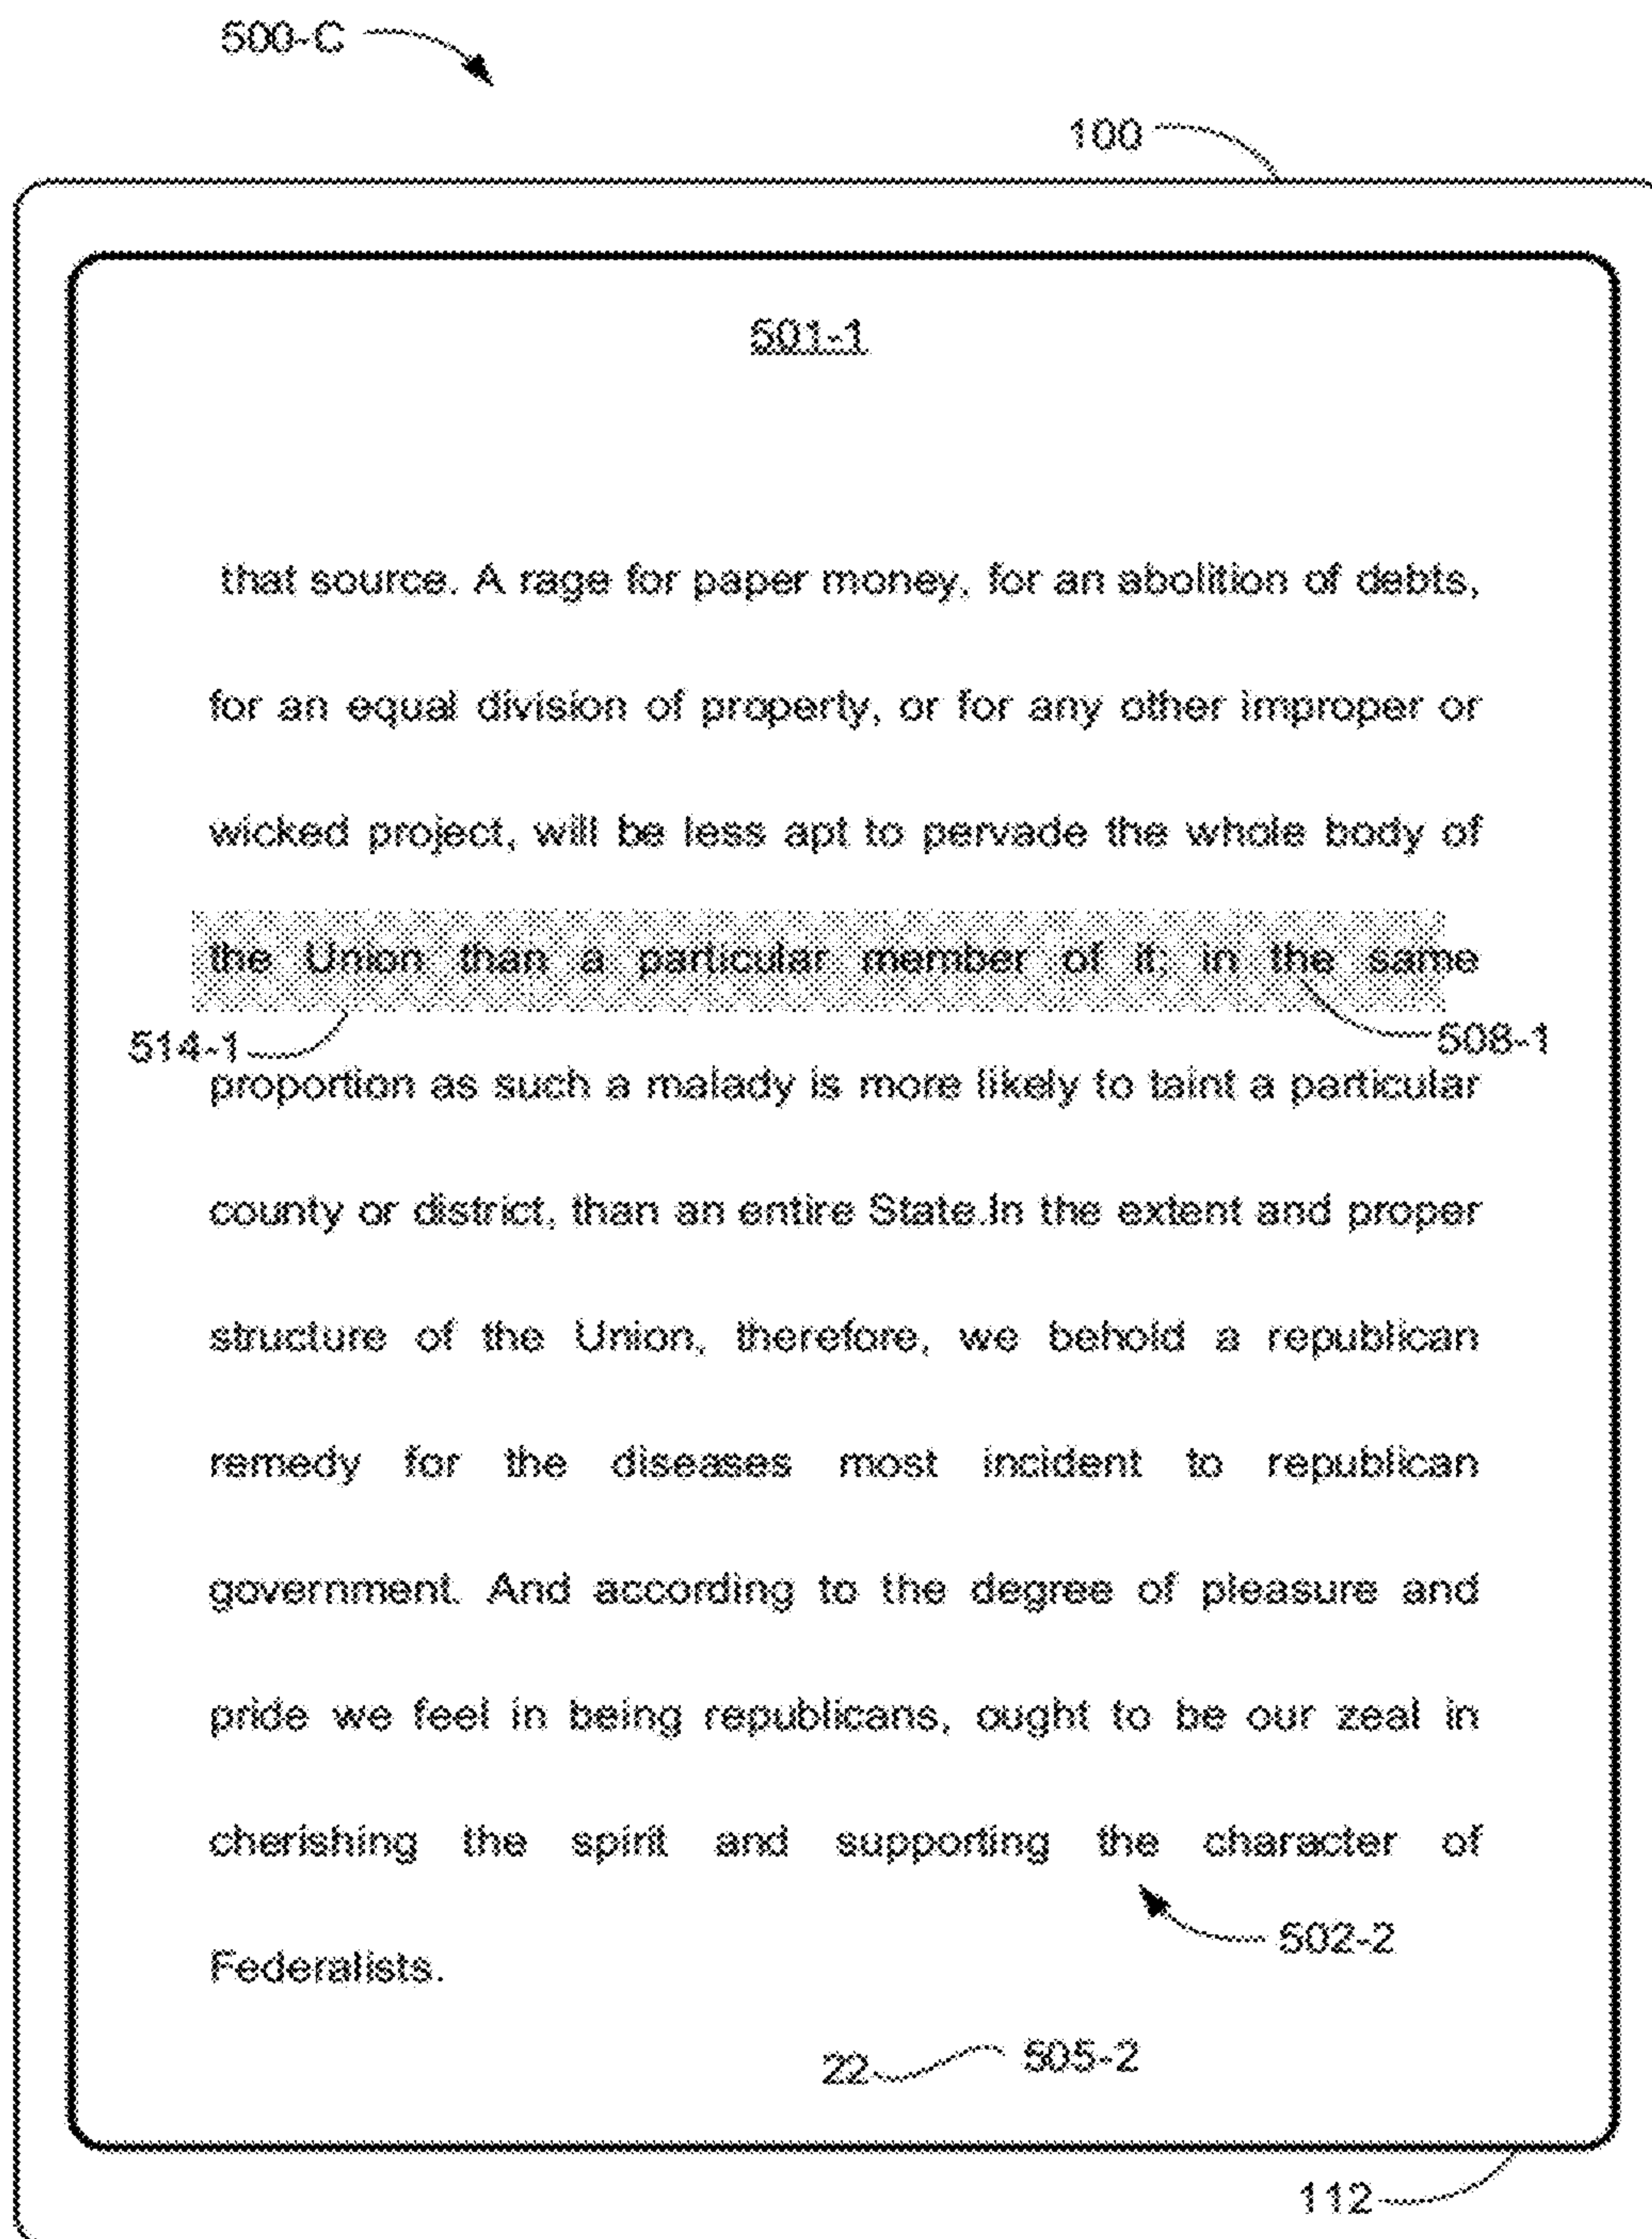 500-C
100
501-1
that source. A rage for paper money, for an abolition of debts,
for an equal division of property, or for any other improper or
wicked project, will be less apt to pervade the whole body of
the Union than a particular member of it; in the same
514-1
508-1
proportion as such a malady is more likely to taint a particular
county or district, than an entire State.In the extent and proper
structure of the Union, therefore, we behold a republican
remedy for the diseases most incident to republican
government. And according to the degree of pleasure and
pride we feel in being republicans, ought to be our zeal in
cherishing the spirit and supporting the character of
502-2
Federalists.
22 505-2
112